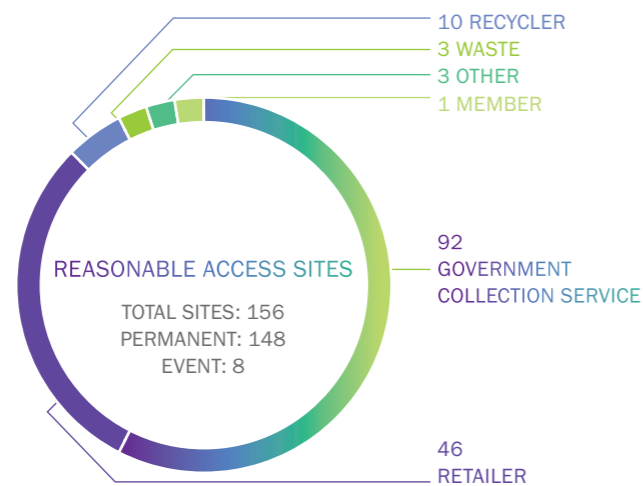 10 RECYCLER
3 WASTE
3 OTHER
1 MEMBER
REASONABLE ACCESS SITES
TOTAL SITES: 156
PERMANENT: 148
EVENT: 8
92
GOVERNMENT
COLLECTION SERVICE
46
RETAILER